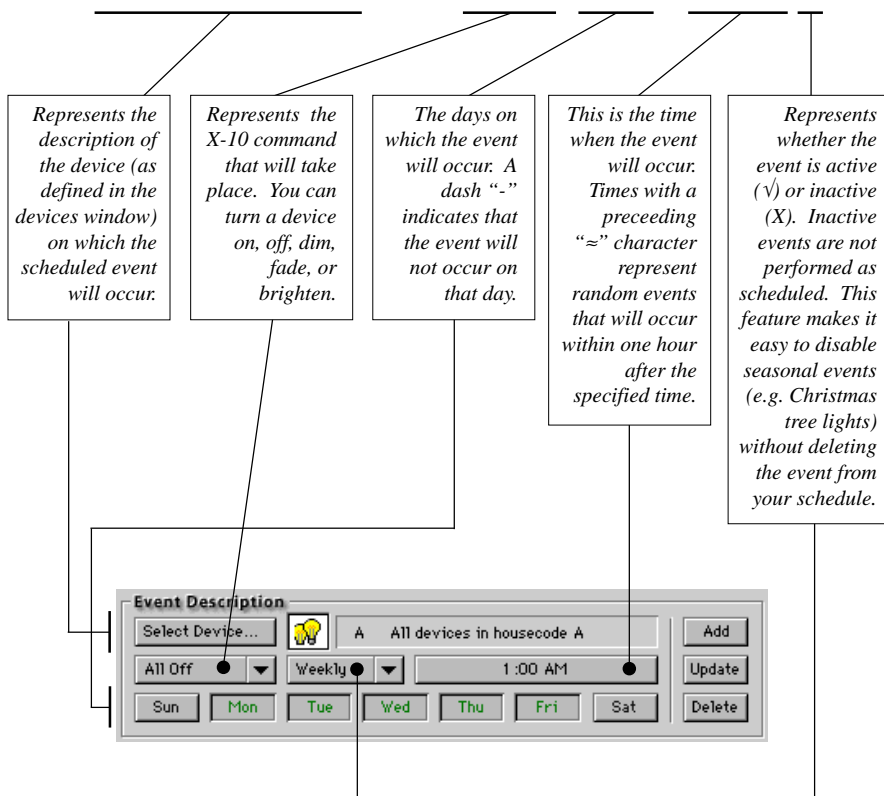 Represents the
description of
the device (as
defined in the
devices window)
on which the
scheduled event
will occur.
Represents the
X-10 command
that will take
place. You can
turn a device
on, off, dim,
fade, or
brighten.
The days on
which the event
will occur. A
dash “-”
indicates that
the event will
not occur on
that day.
This is the time
when the event
will occur.
Times with a
preceeding
“≈” character
represent
random events
that will occur
within one hour
after the
specified time.
Represents
whether the
event is active
(√) or inactive
(X). Inactive
events are not
performed as
scheduled. This
feature makes it
easy to disable
seasonal events
(e.g. Christmas
tree lights)
without deleting
the event from
your schedule.
Event Description
Select Device... A All devices in housecode A Add
All Off Weekly 1:00 AM Update
Sun Mon Tue Wed Thu Fri Sat Delete